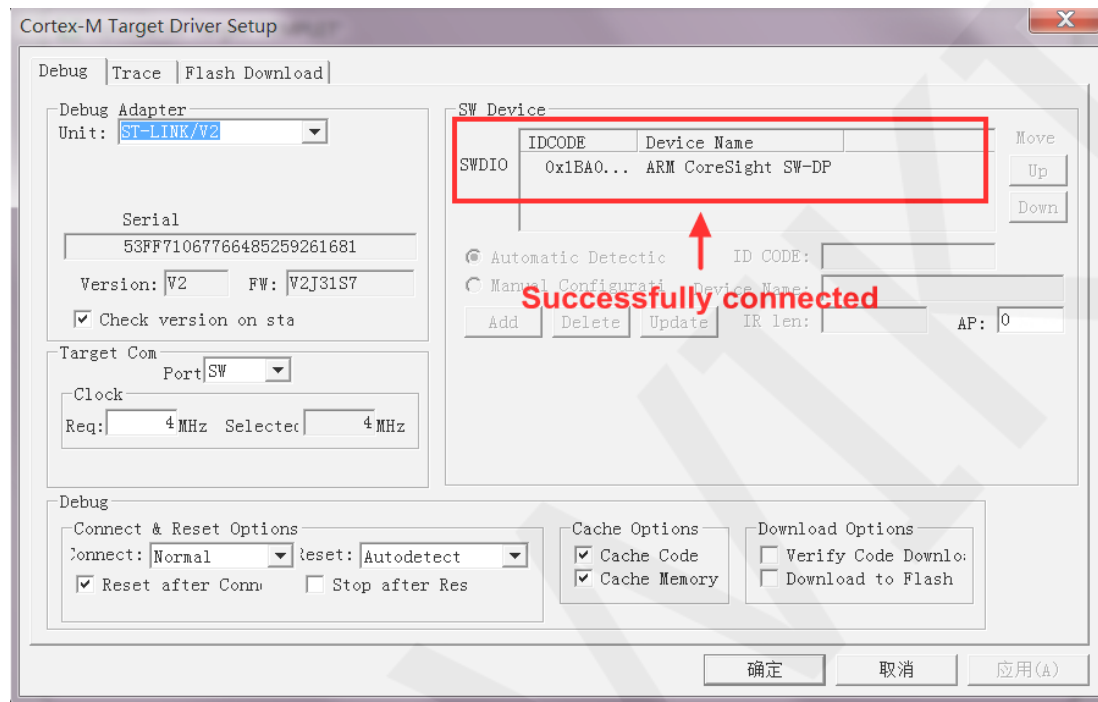 Cortex-M Target Driver Setup
Debug Trace Flash Download
Debug Adapter
Unit: ST-LINK/V2
Serial
53FF71067766485259261681
Version: V2 FW: V2J31S7
Check version on sta
Target Com
Port SW
Clock
Req: 4 MHz Selected 4 MHz
SW Device
IDCODE Device Name
SWDIO 0x1BA0... ARM CoreSight SW-DP
Move
Up
Down
Automatic Detectic ID CODE:
Manual Configurati Device Name:
Successfully connected
Add Delete Update IR len: AP: 0
Debug
Connect & Reset Options
Connect: Normal Reset: Autodetect
Reset after Conn Stop after Res
Cache Options
Cache Code
Cache Memory
Download Options
Verify Code Downlo
Download to Flash
确定 取消 应用(A)